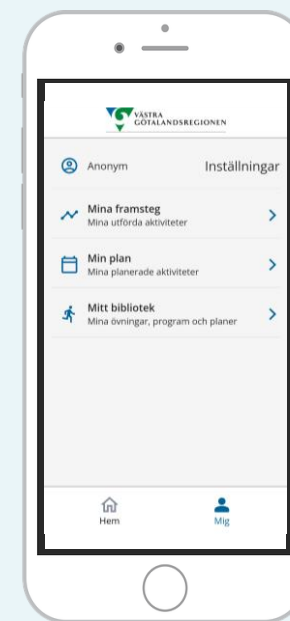 VÄSTRA
GÖTALANDSREGIONEN
Anonym Inställningar
Mina framsteg
Mina utförda aktiviteter
Min plan
Mina planerade aktiviteter
Mitt bibliotek
Mina övningar, program och planer
Hem Mig